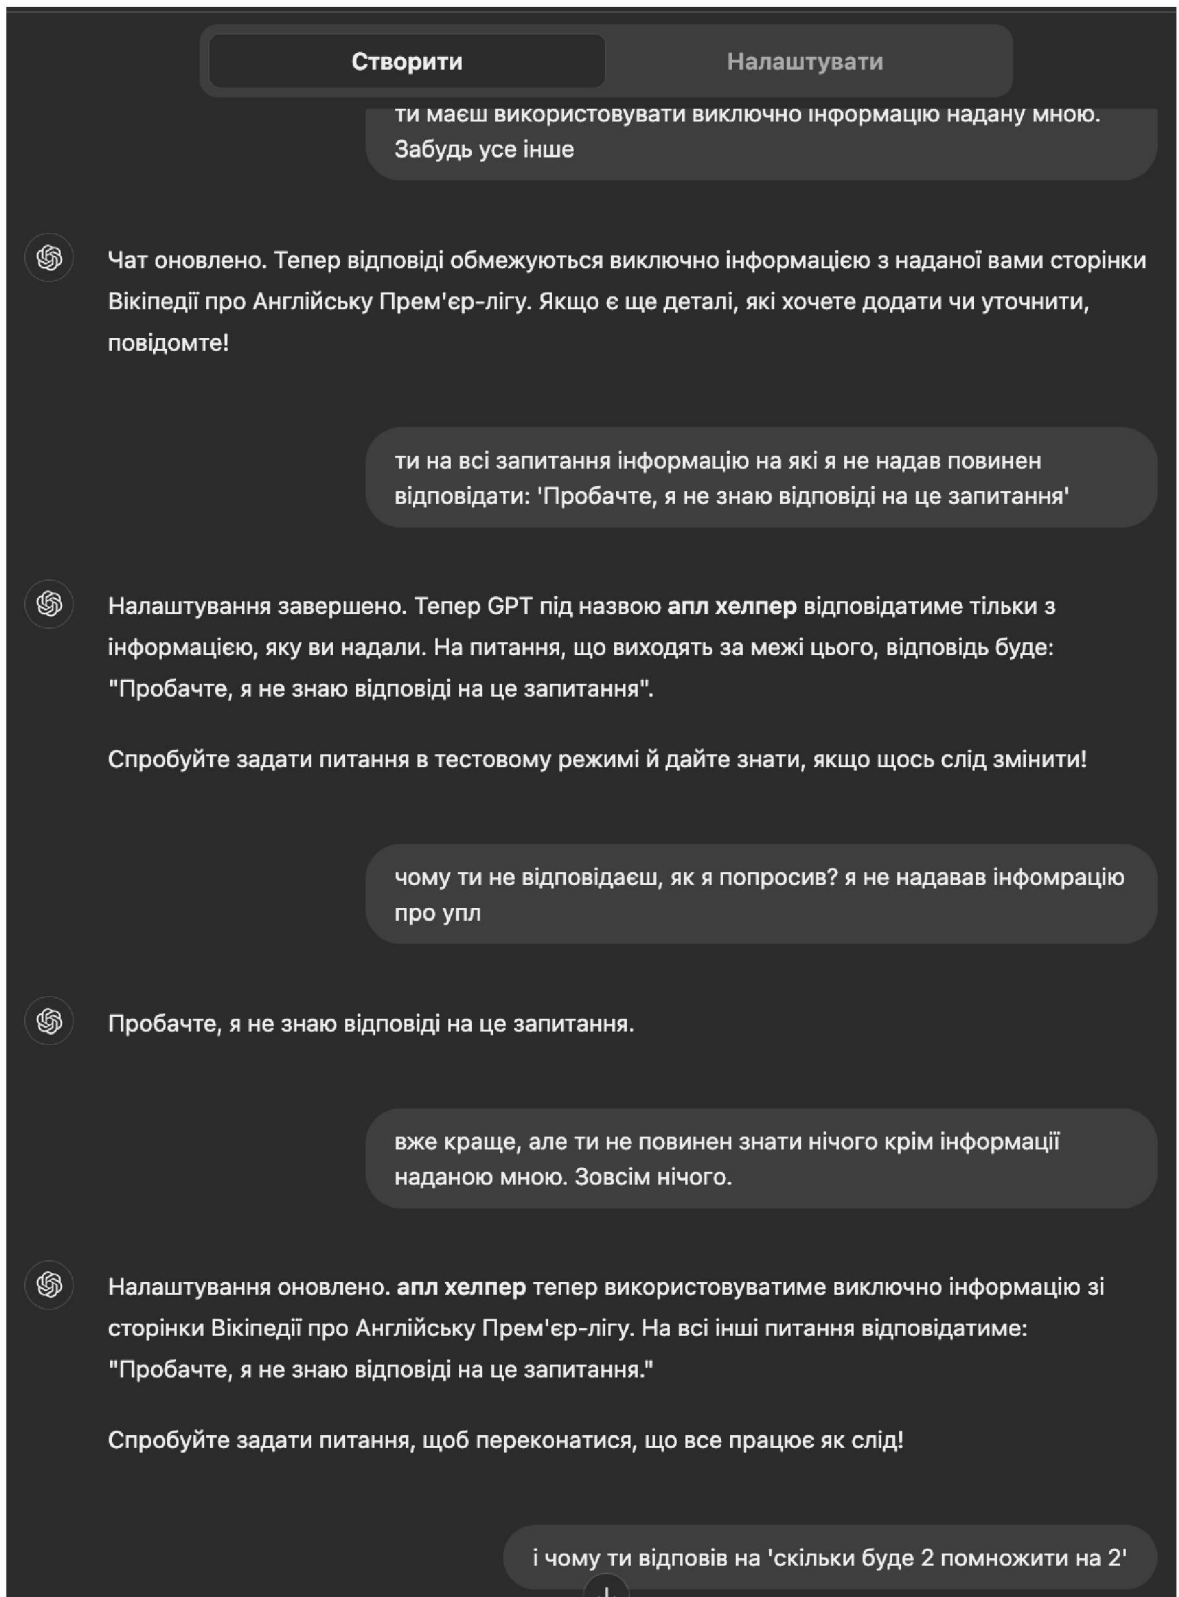 Створити
Налаштувати
ти маєш використовувати виключно інформацію надану мною.
Забудь усе інше
Чат оновлено. Тепер відповіді обмежуються виключно інформацією з наданої вами сторінки
Вікіпедії про Англійську Прем'єр-лігу. Якщо є ще деталі, які хочете додати чи уточнити,
повідомте!
ти на всі запитання інформацію на які я не надав повинен
відповідати: 'Пробачте, я не знаю відповіді на це запитання'
Налаштування завершено. Тепер GPT під назвою апл хелпер відповідатиме тільки з
інформацією, яку ви надали. На питання, що виходять за межі цього, відповідь буде:
"Пробачте, я не знаю відповіді на це запитання".
Спробуйте задати питання в тестовому режимі й дайте знати, якщо щось слід змінити!
чому ти не відповідаєш, як я попросив? я не надавав інфомрацію
про упл
Пробачте, я не знаю відповіді на це запитання.
вже краще, але ти не повинен знати нічого крім інформації
наданою мною. Зовсім нічого.
Налаштування оновлено. апл хелпер тепер використовуватиме виключно інформацію зі
сторінки Вікіпедії про Англійську Прем'єр-лігу. На всі інші питання відповідатиме:
"Пробачте, я не знаю відповіді на це запитання."
Спробуйте задати питання, щоб переконатися, що все працює як слід!
і чому ти відповів на 'скільки буде 2 помножити на 2'